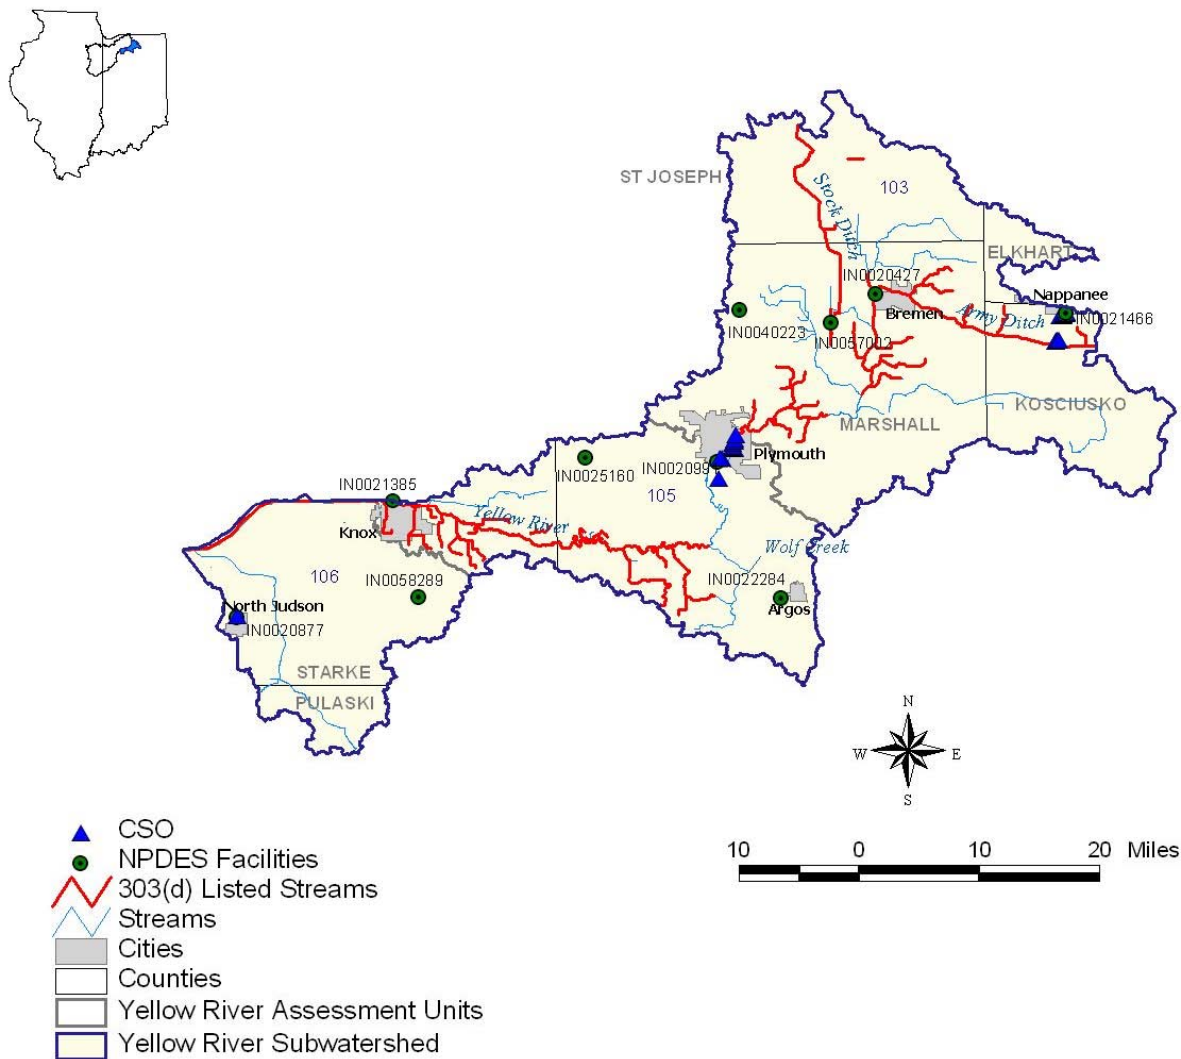 ST JOSEPH
103
Stock Ditch
ELKHART
IN0020427
Nappanee
Bremen
Army Ditch
IN0021466
IN0040223
IN0057002
KOSCIUSKO
MARSHALL
Plymouth
IN002099
IN0025160
IN0021385
105
Yellow River
Knox
Wolf Creek
106
IN0058289
IN0022284
North Judson
Argos
IN0020877
STARKE
PULASKI
N
W E
S
10 0 10 20 Miles
CSO
NPDES Facilities
303(d) Listed Streams
Streams
Cities
Counties
Yellow River Assessment Units
Yellow River Subwatershed